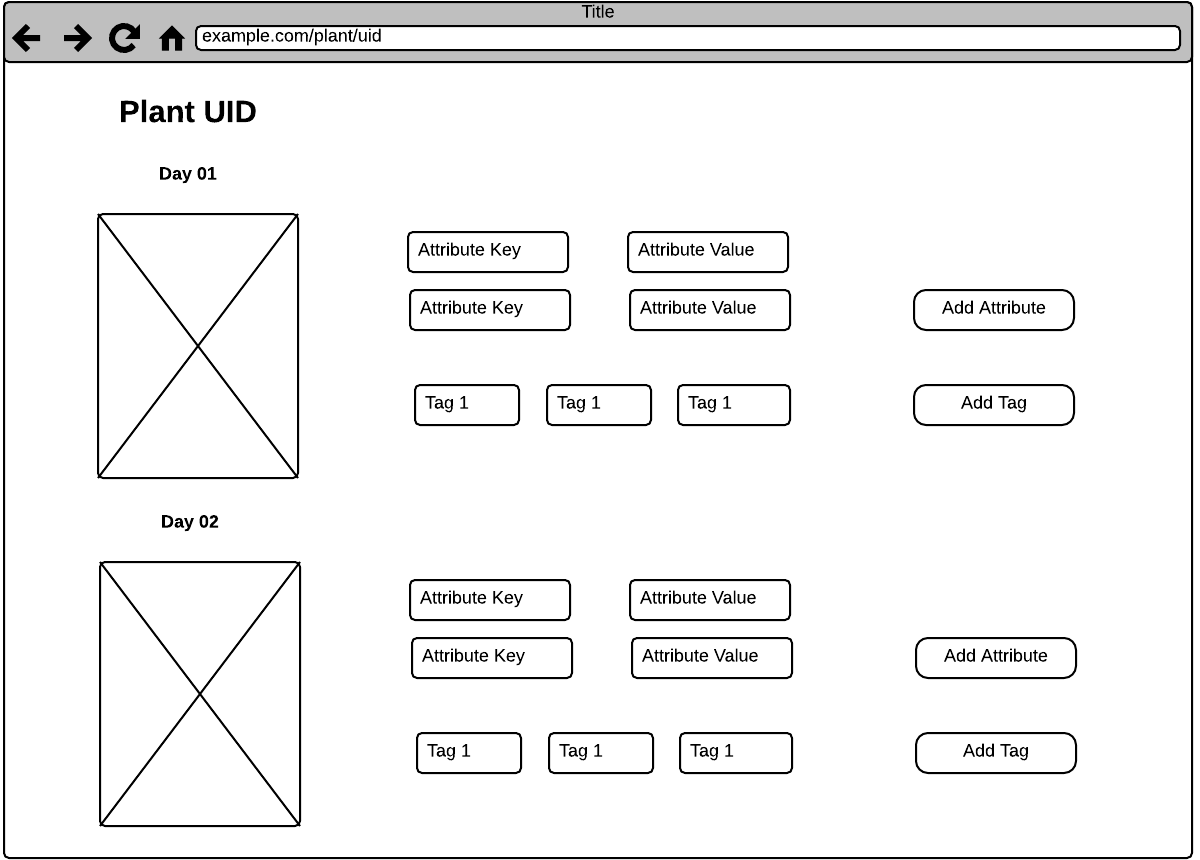 Title
example.com/plant/uid
Plant UID
Day 01
Attribute Key
Attribute Value
Attribute Key
Attribute Value
Add Attribute
Tag 1
Tag 1
Tag 1
Add Tag
Day 02
Attribute Key
Attribute Value
Attribute Key
Attribute Value
Add Attribute
Tag 1
Tag 1
Tag 1
Add Tag